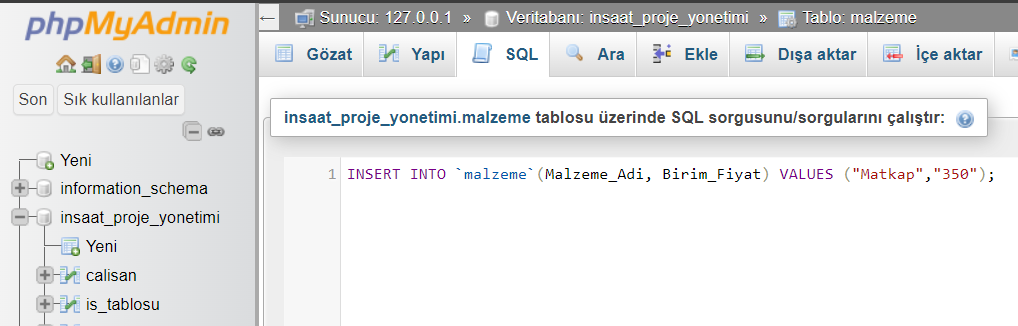 phpMyAdmin
Son Sık kullanılanlar
Yeni
information_schema
insaat_proje_yonetimi
Yeni
calisan
is_tablosu
← Sunucu: 127.0.0.1 » Veritabanı: insaat_proje_yonetimi » Tablo: malzeme
Gözat Yapı SQL Ara Ekle Dışa aktar İçe aktar
insaat_proje_yonetimi.malzeme tablosu üzerinde SQL sorgusunu/sorgularını çalıştır:
1 INSERT INTO `malzeme`(Malzeme_Adi, Birim_Fiyat) VALUES ("Matkap","350");